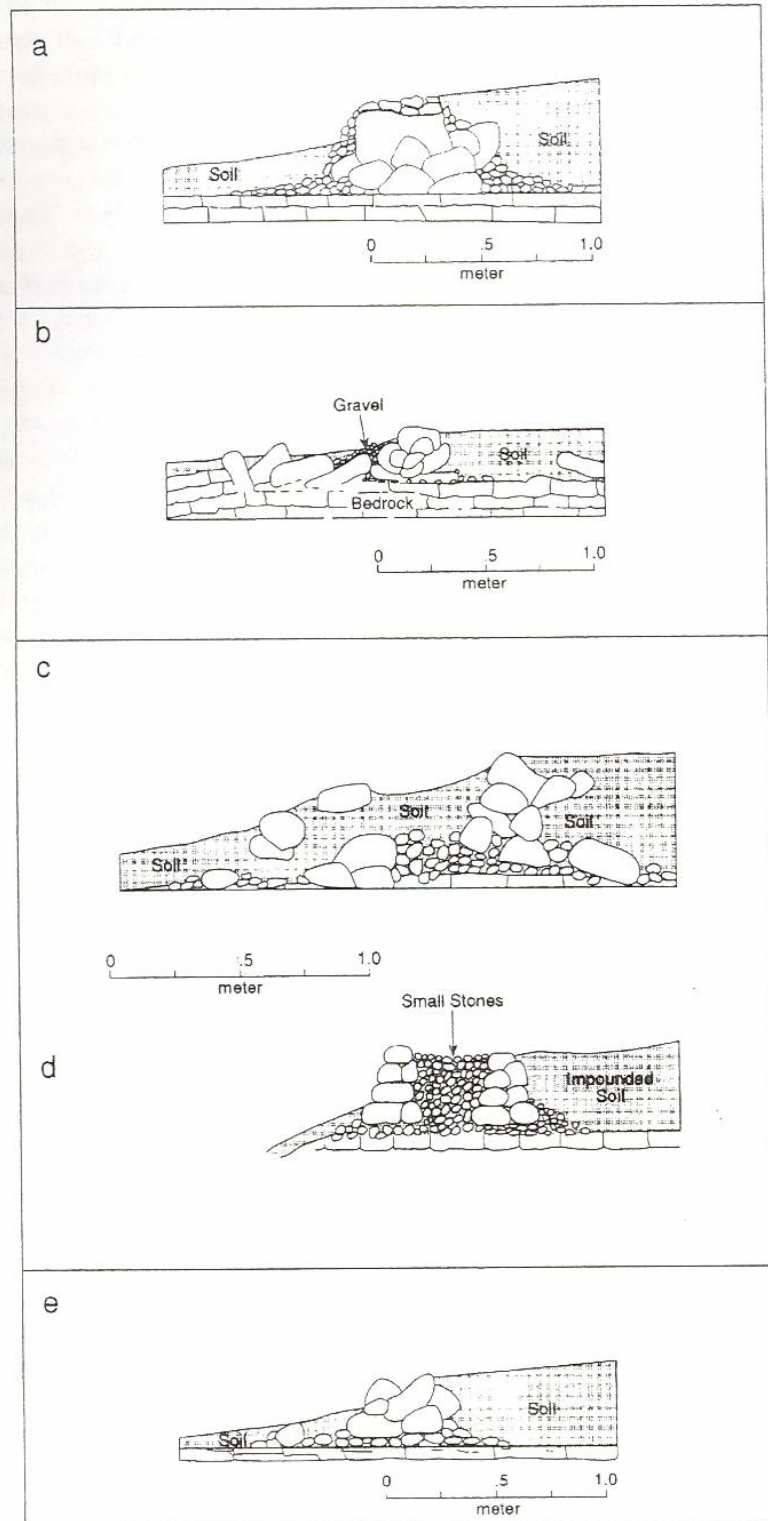 a
Soil
Soil
0 .5 1.0
meter
b
Gravel
Soil
Bedrock
0 .5 1.0
meter
c
Soil
Soil
Soil
0 .5 1.0
meter
Small Stones
d
Impounded
Soil
e
Soil
Soil
0 .5 1.0
meter